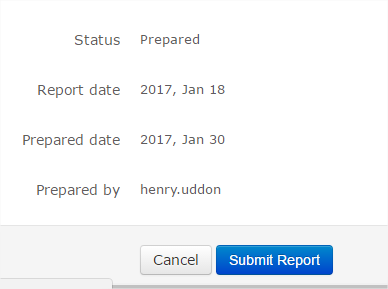 Status Prepared
Report date 2017, Jan 18
Prepared date 2017, Jan 30
Prepared by henry.uddon
Cancel Submit Report